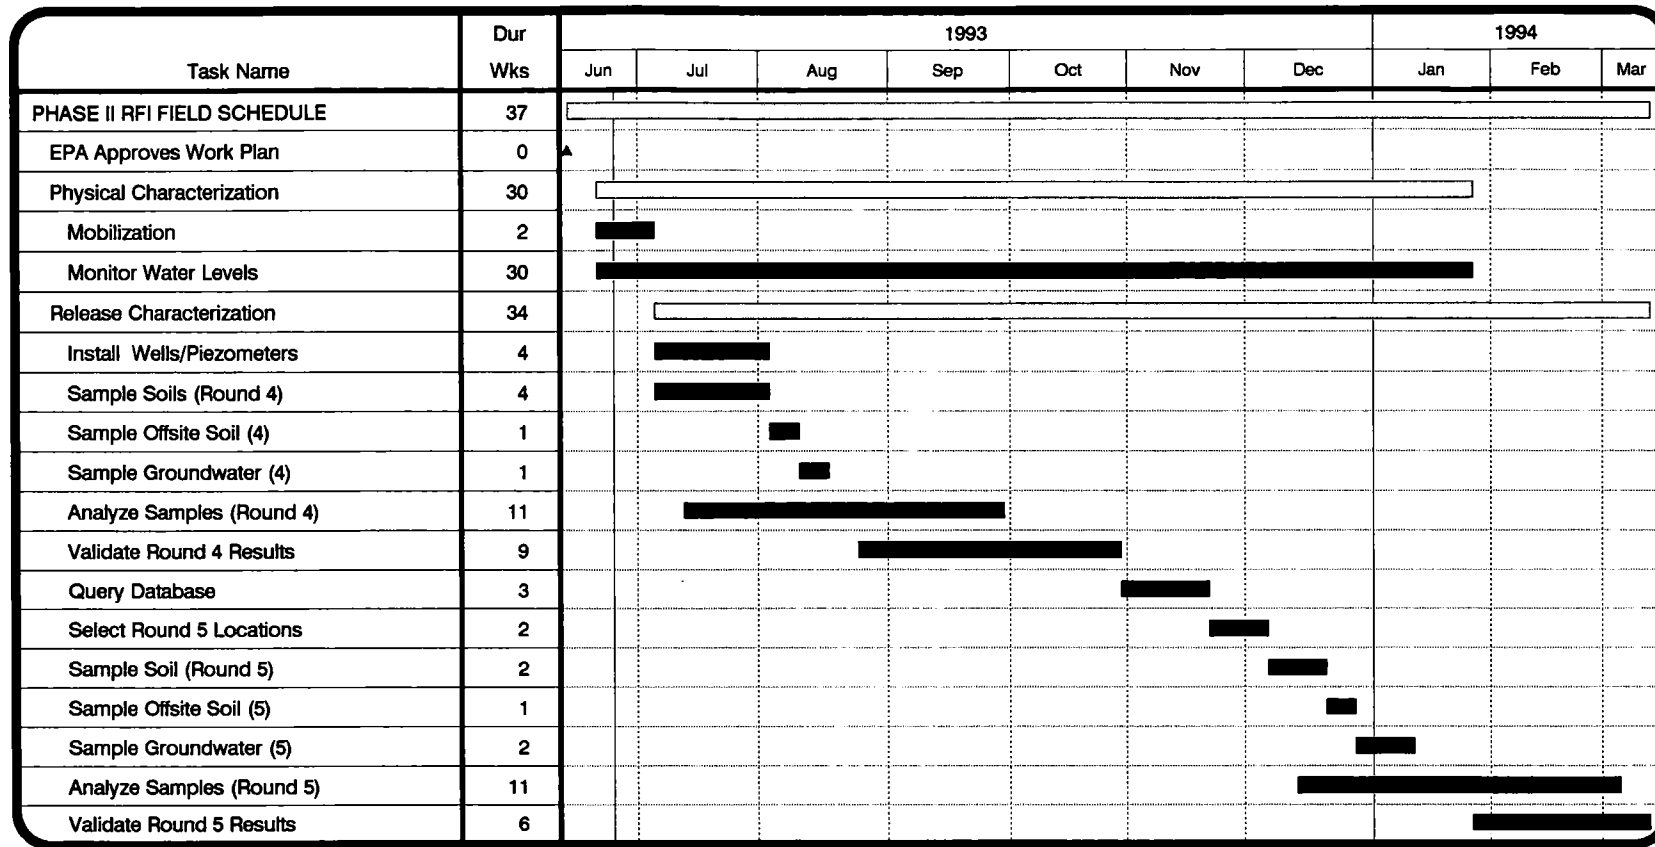 Task Name Dur Wks 1993 1994
Jun Jul Aug Sep Oct Nov Dec Jan Feb Mar
PHASE II RFI FIELD SCHEDULE 37
EPA Approves Work Plan 0
Physical Characterization 30
Mobilization 2
Monitor Water Levels 30
Release Characterization 34
Install Wells/Piezometers 4
Sample Soils (Round 4) 4
Sample Offsite Soil (4) 1
Sample Groundwater (4) 1
Analyze Samples (Round 4) 11
Validate Round 4 Results 9
Query Database 3
Select Round 5 Locations 2
Sample Soil (Round 5) 2
Sample Offsite Soil (5) 1
Sample Groundwater (5) 2
Analyze Samples (Round 5) 11
Validate Round 5 Results 6